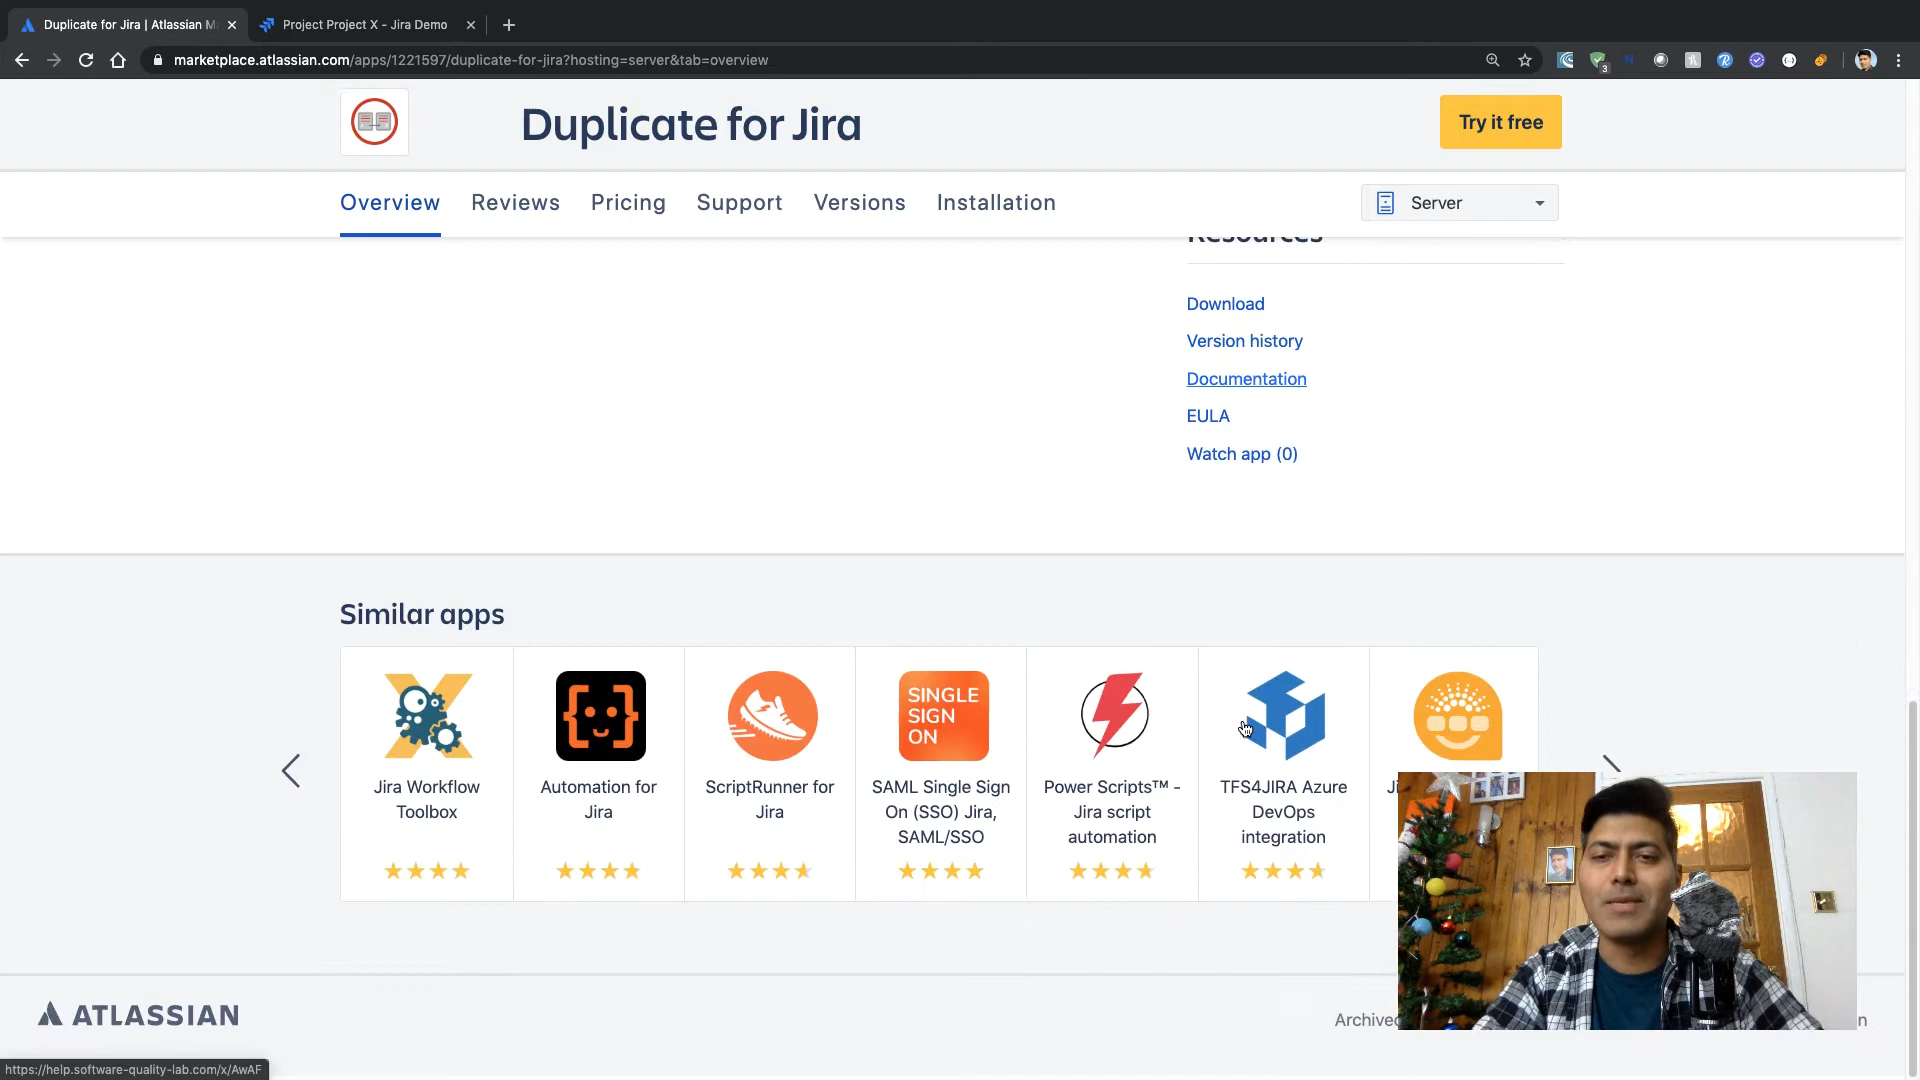 Duplicate for Jira | Atlassian M
Project Project X - Jira Demo
marketplace.atlassian.com/apps/1221597/duplicate-for-jira?hosting=server&tab=overview
3
Duplicate for Jira
Try it free
Overview
Reviews
Pricing
Support
Versions
Installation
Server
Resources
Download
Version history
Documentation
EULA
Watch app (0)
Similar apps
SINGLE
SIGN
ON
Jira Workflow
Toolbox
Automation for
Jira
ScriptRunner for
Jira
SAML Single Sign
On (SSO) Jira,
SAML/SSO
Power Scripts™ -
Jira script
automation
TFS4JIRA Azure
DevOps
integration
ATLASSIAN
https://help.software-quality-lab.com/x/AwAF